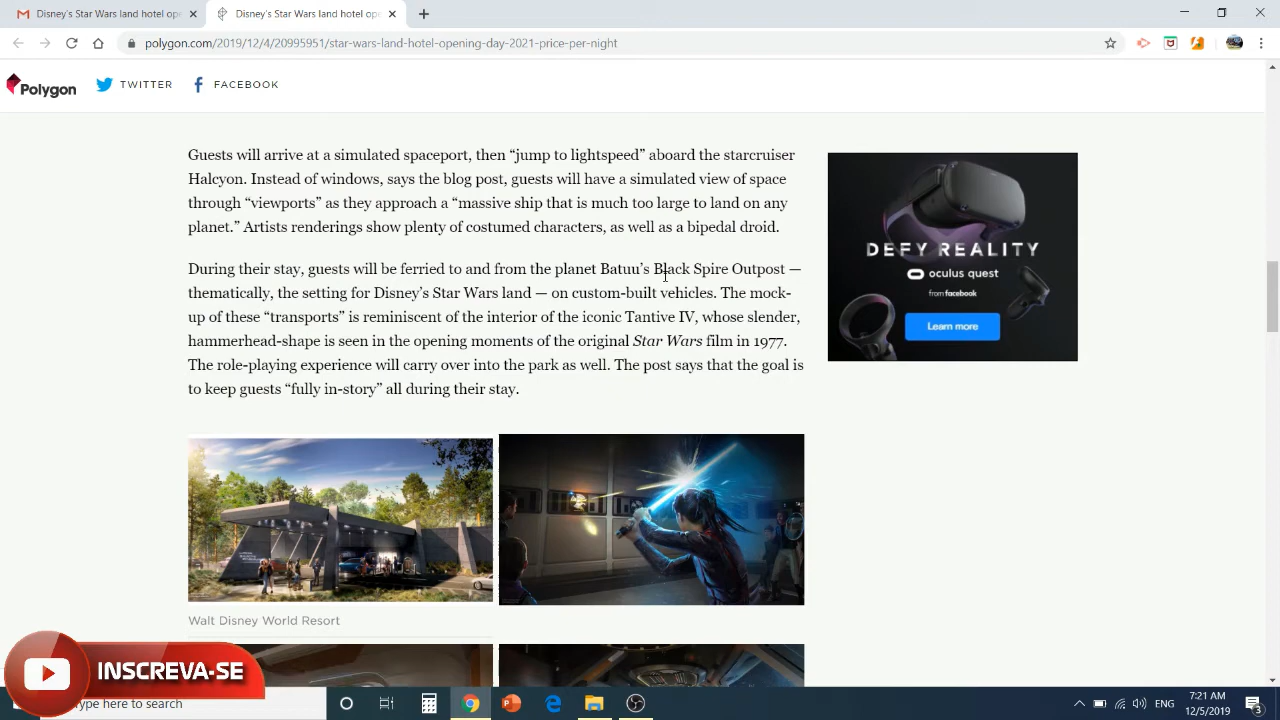 Disney's Star Wars land hotel ope
Disney's Star Wars land hotel ope
polygon.com/2019/12/4/20995951/star-wars-land-hotel-opening-day-2021-price-per-night
Polygon
TWITTER
FACEBOOK
Guests will arrive at a simulated spaceport, then “jump to lightspeed” aboard the starcruiser
Halcyon. Instead of windows, says the blog post, guests will have a simulated view of space
through “viewports” as they approach a “massive ship that is much too large to land on any
planet.” Artists renderings show plenty of costumed characters, as well as a bipedal droid.
During their stay, guests will be ferried to and from the planet Batuu’s Black Spire Outpost —
thematically, the setting for Disney’s Star Wars land — on custom-built vehicles. The mock-
up of these “transports” is reminiscent of the interior of the iconic Tantive IV, whose slender,
hammerhead-shape is seen in the opening moments of the original Star Wars film in 1977.
The role-playing experience will carry over into the park as well. The post says that the goal is
to keep guests “fully in-story” all during their stay.
DEFY REALITY
oculus quest
from facebook
Learn more
Walt Disney World Resort
INSCREVA-SE
ype here to search
ENG
7:21 AM
12/5/2019
3